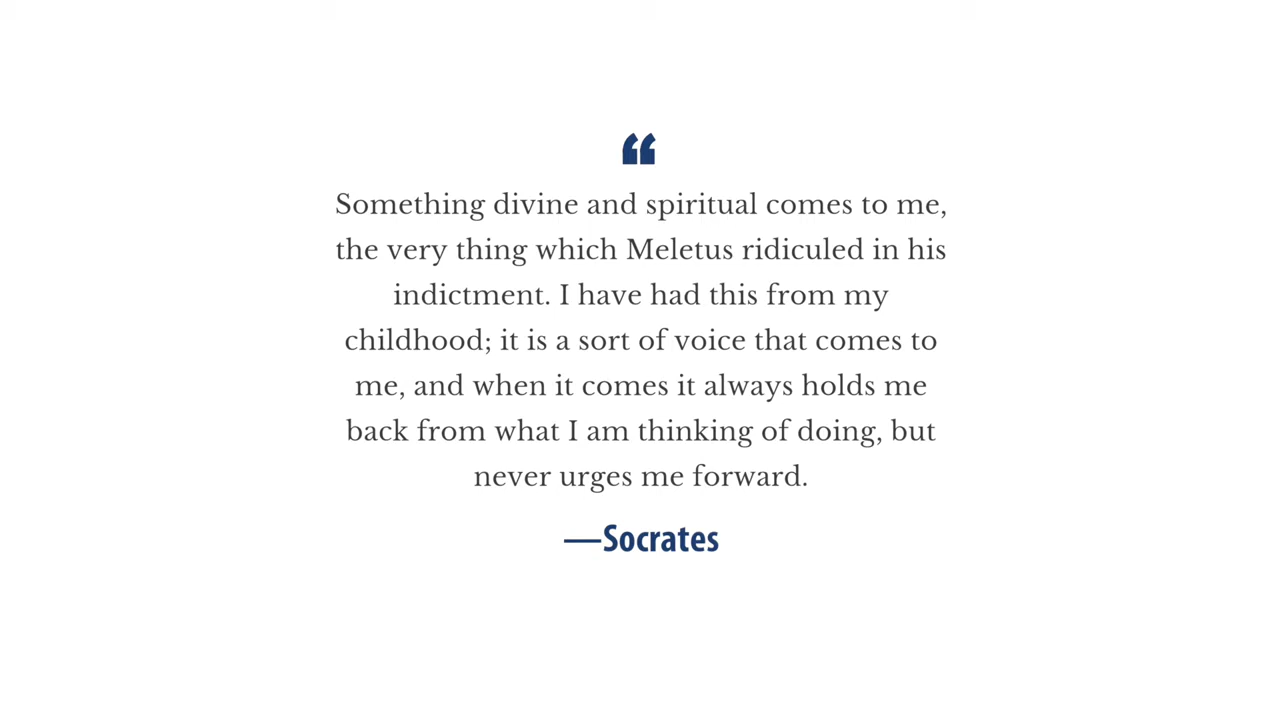 “
Something divine and spiritual comes to me,
the very thing which Meletus ridiculed in his
indictment. I have had this from my
childhood; it is a sort of voice that comes to
me, and when it comes it always holds me
back from what I am thinking of doing, but
never urges me forward.
—Socrates